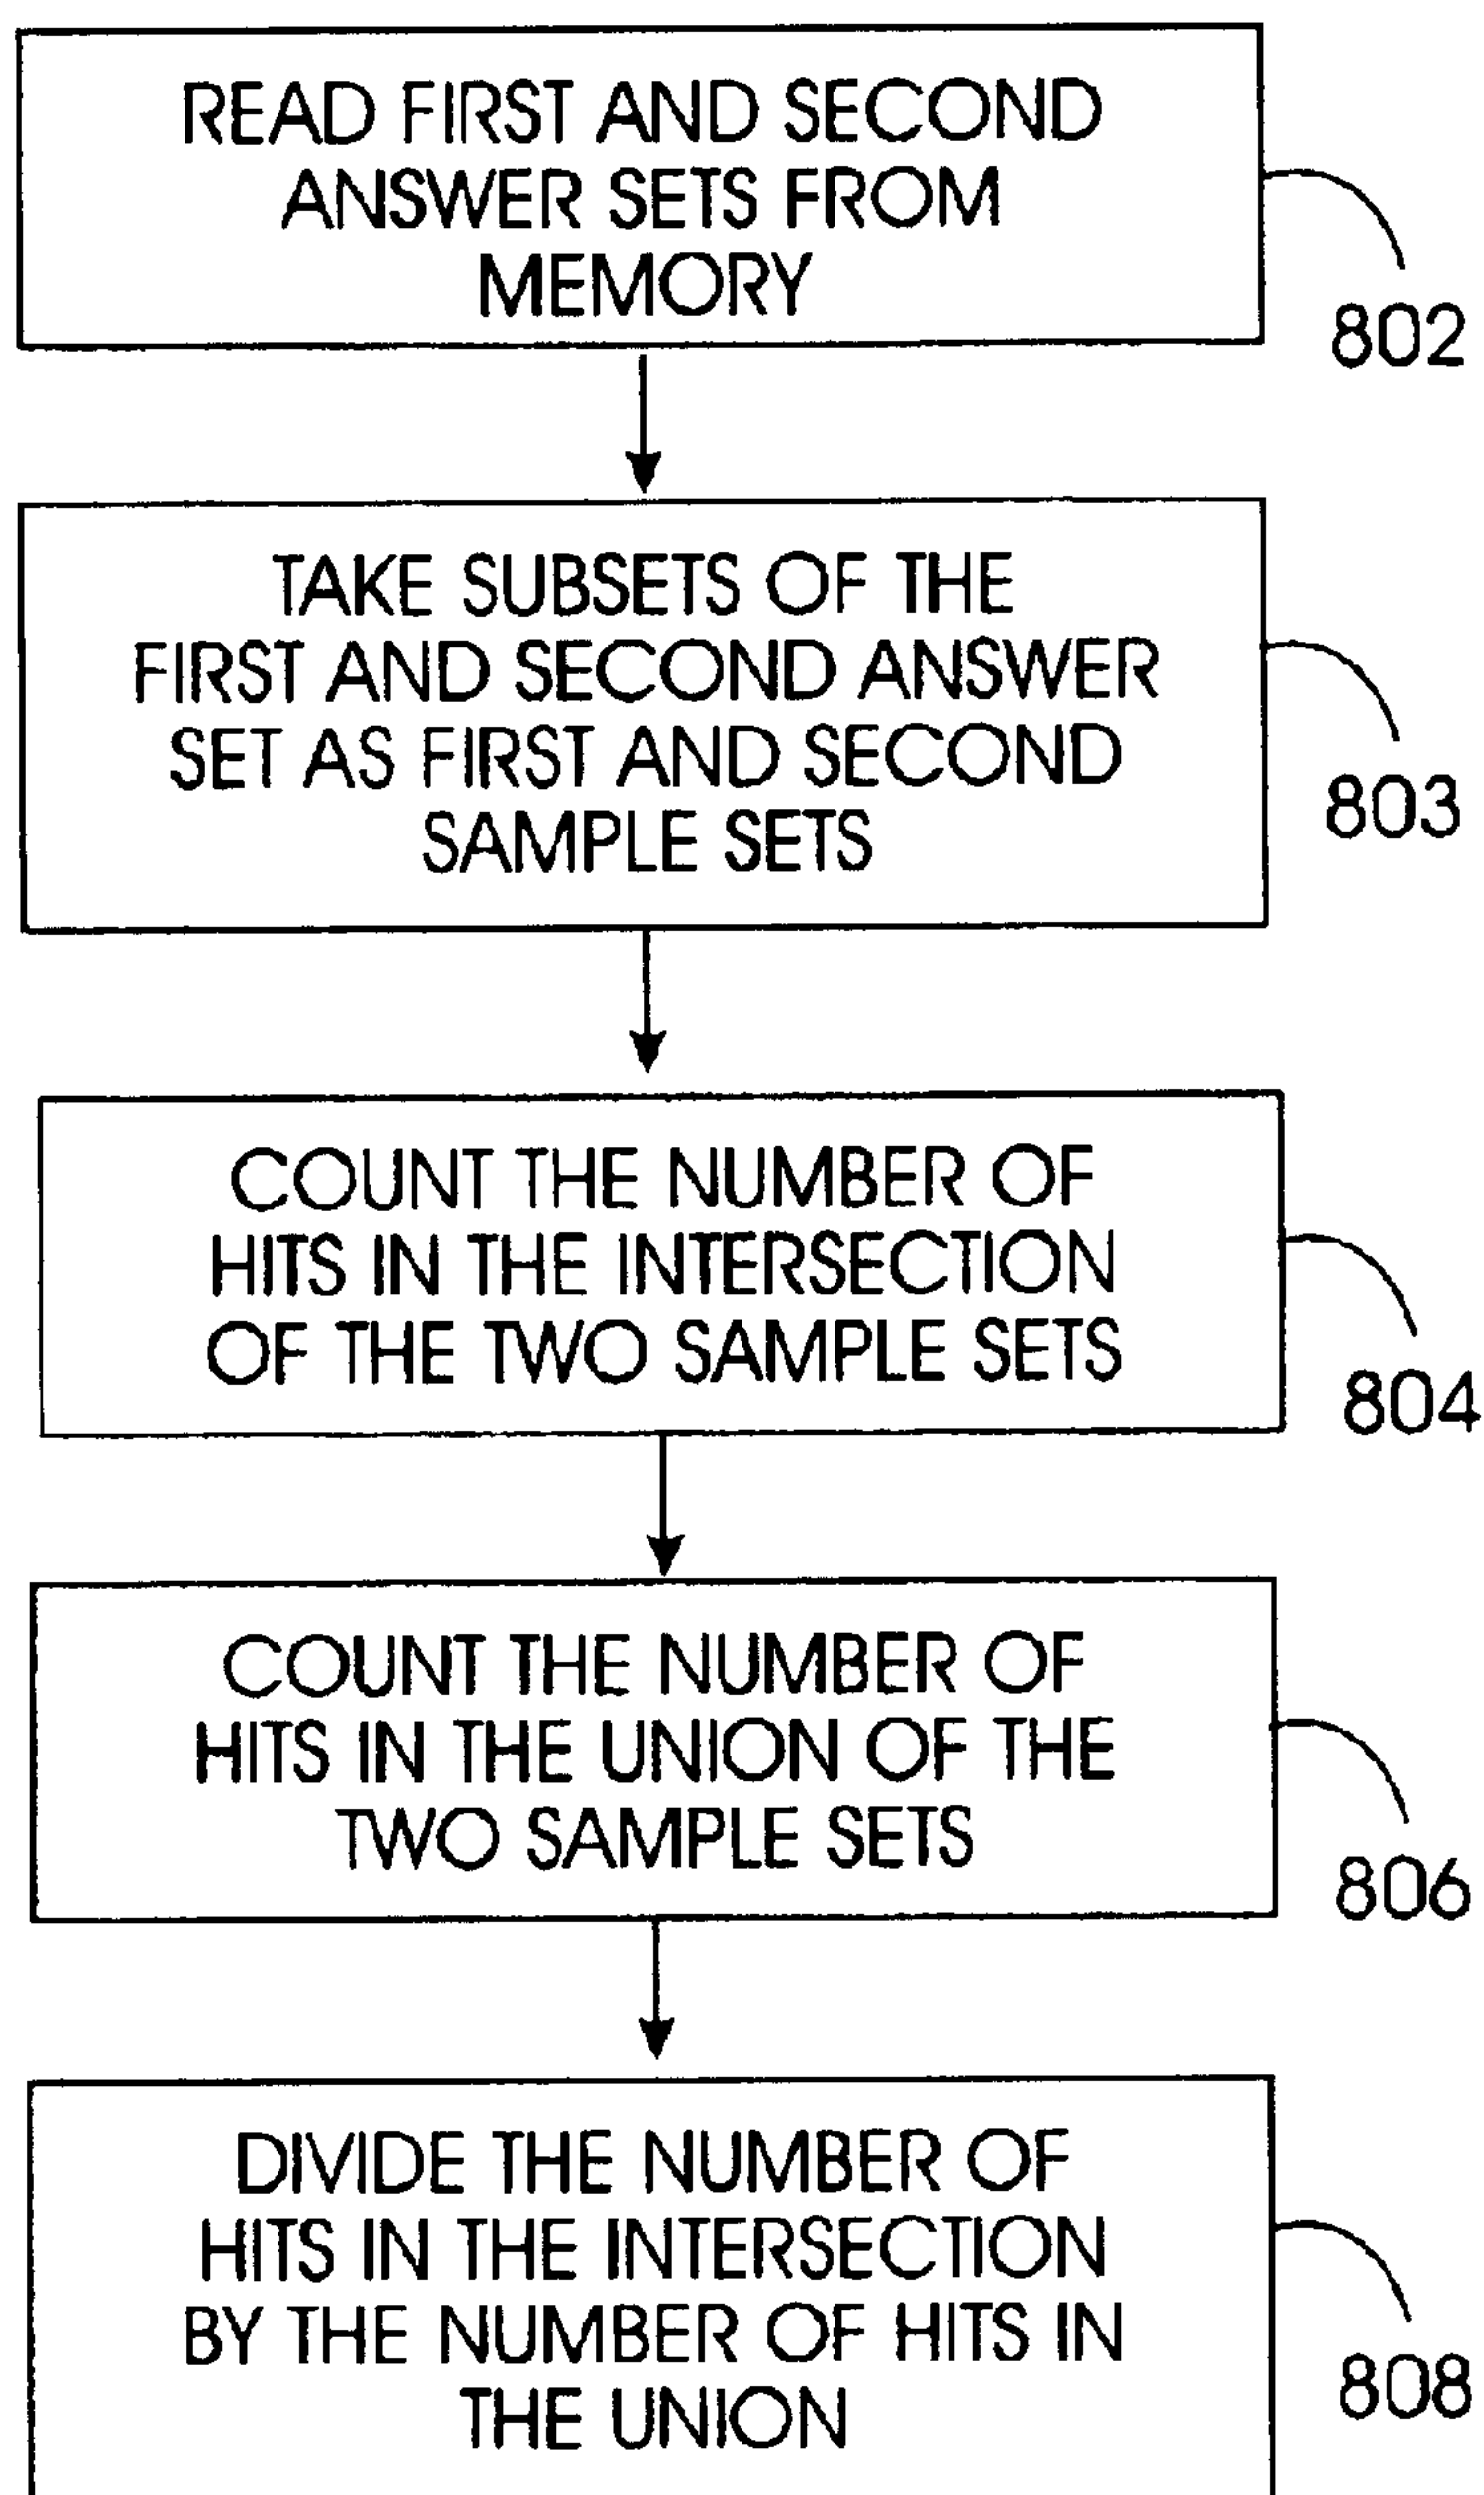 READ FIRST AND SECOND
ANSWER SETS FROM
MEMORY
802
TAKE SUBSETS OF THE
FIRST AND SECOND ANSWER
SET AS FIRST AND SECOND
SAMPLE SETS
803
COUNT THE NUMBER OF
HITS IN THE INTERSECTION
OF THE TWO SAMPLE SETS
804
COUNT THE NUMBER OF
HITS IN THE UNION OF THE
TWO SAMPLE SETS
806
DIVIDE THE NUMBER OF
HITS IN THE INTERSECTION
BY THE NUMBER OF HITS IN
THE UNION
808